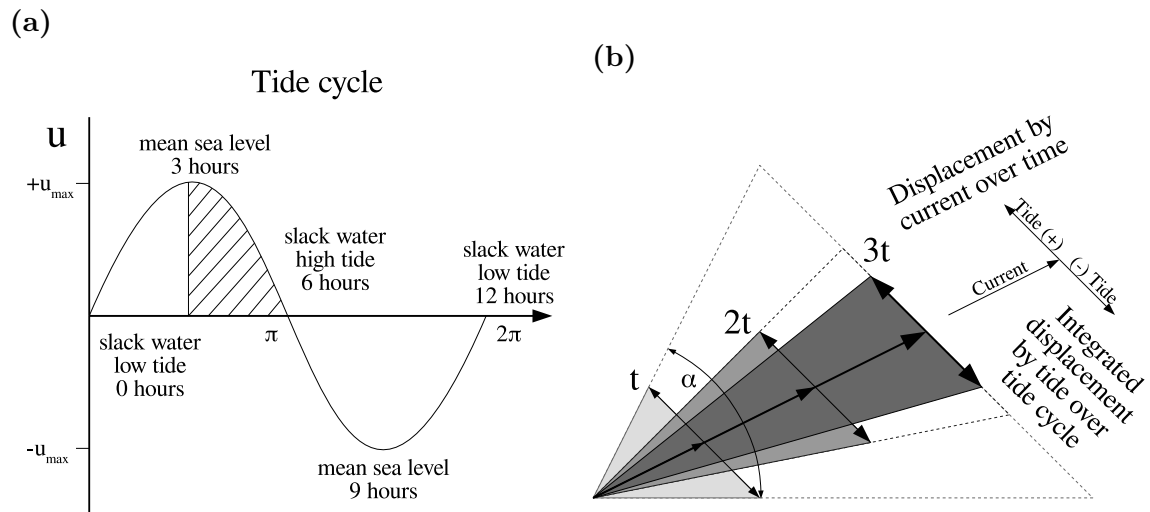 (a)
Tide cycle
u
mean sea level
3 hours
+umax
slack water
high tide
6 hours
slack water
low tide
12 hours
π
2π
slack water
low tide
0 hours
-umax
mean sea level
9 hours
(b)
Displacement by
current over time
Tide (+)
(-) Tide
Current
3t
2t
t
α
Integrated
displacement
by tide over
tide cycle